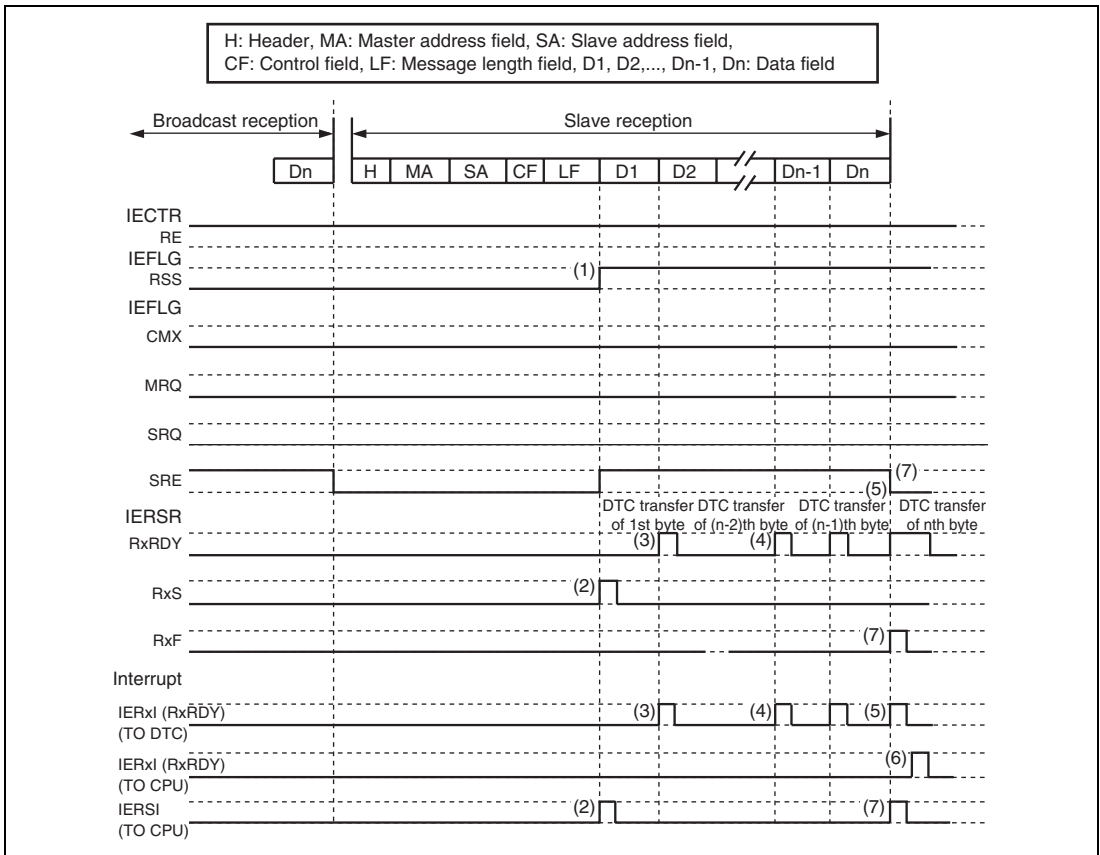 H: Header, MA: Master address field, SA: Slave address field,
CF: Control field, LF: Message length field, D1, D2,..., Dn-1, Dn: Data field
Broadcast reception
Slave reception
Dn
H MA SA CF LF D1 D2 Dn-1 Dn
IECTR
RE
IEFLG
RSS
(1)
IEFLG
CMX
MRQ
SRQ
SRE
(7)
(5)
IERSR
DTC transfer DTC transfer DTC transfer DTC transfer
of 1st byte of (n-2)th byte of (n-1)th byte of nth byte
RxRDY
(3) (4)
RxS
(2)
RxF
(7)
Interrupt
IERxI (RxRDY)
(TO DTC)
(3) (4) (5)
IERxI (RxRDY)
(TO CPU)
(6)
IERSI
(TO CPU)
(2) (7)